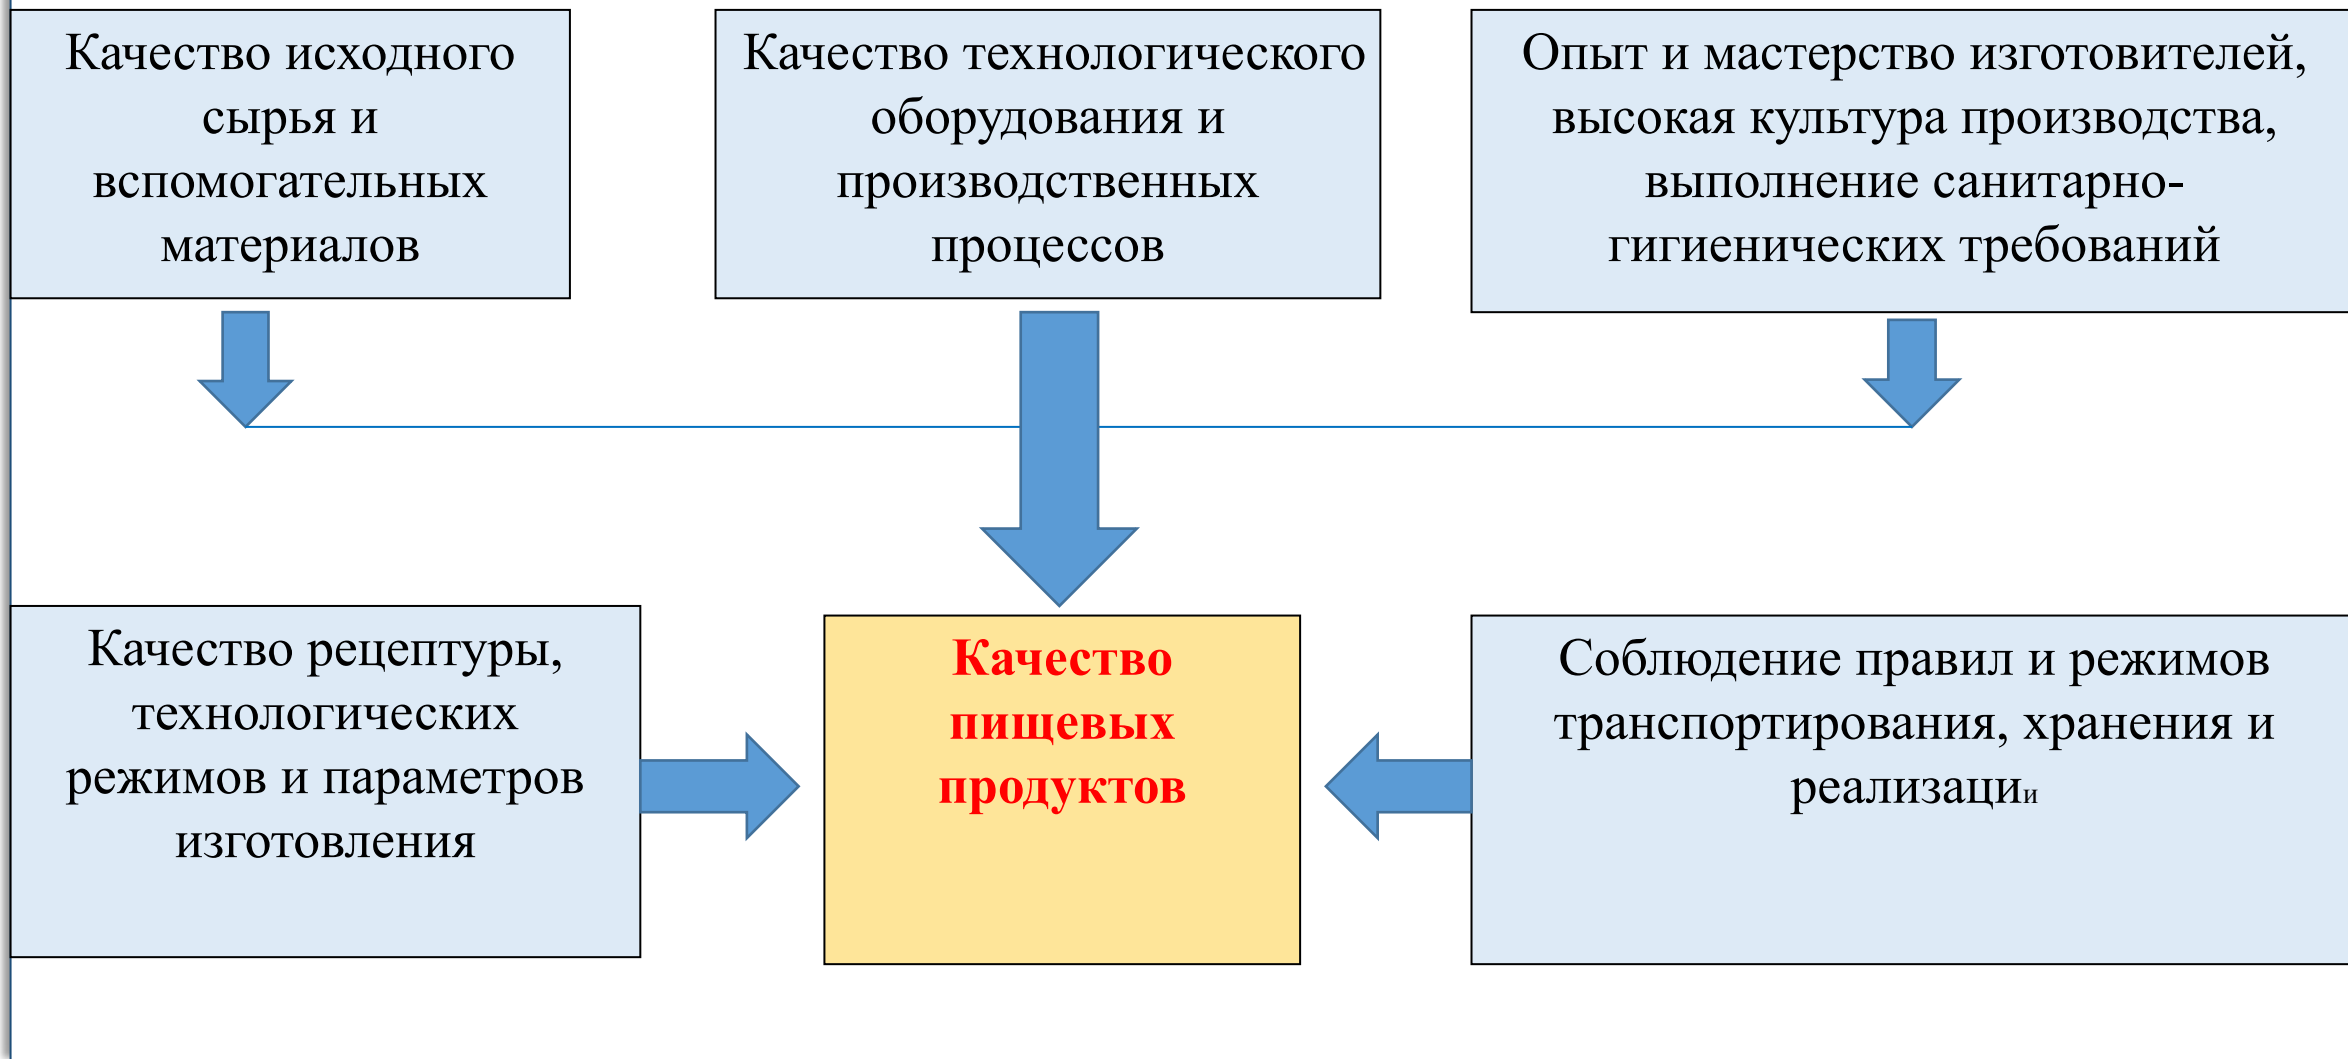 Качество исходного
сырья и
вспомогательных
материалов
Качество технологического
оборудования и
производственных
процессов
Опыт и мастерство изготовителей,
высокая культура производства,
выполнение санитарно-
гигиенических требований
Качество рецептуры,
технологических
режимов и параметров
изготовления
Качество
пищевых
продуктов
Соблюдение правил и режимов
транспортирования, хранения и
реализации